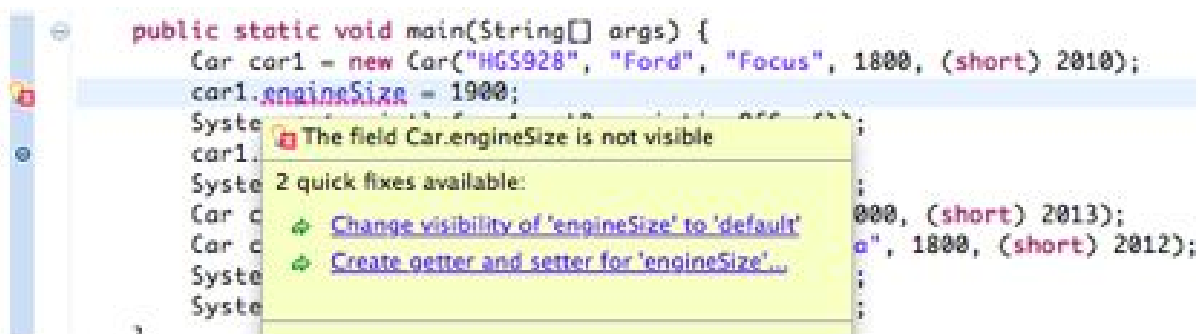 public static void main(String[] args) {
Car car1 = new Car("HGS928", "Ford", "Focus", 1800, (short) 2010);
car1.engineSize = 1900;
Syste
The field Car.engineSize is not visible
car1.
2 quick fixes available:
Syste ;
Car c Change visibility of 'engineSize' to 'default' 000, (short) 2013);
Car c Create getter and setter for 'engineSize'... a", 1800, (short) 2012);
Syste ;
Syste ;
}